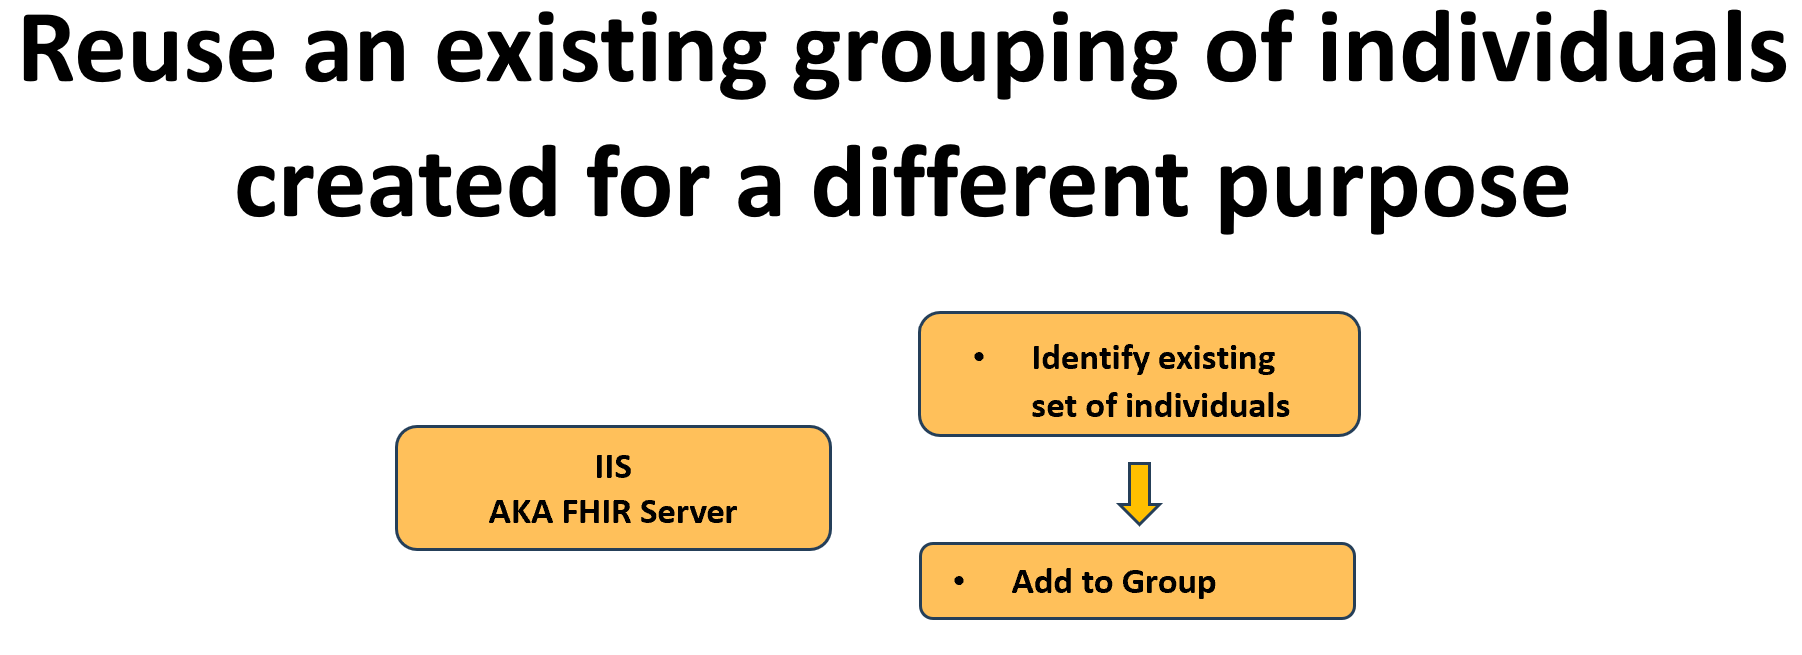 Reuse an existing grouping of individuals
created for a different purpose
IIS
AKA FHIR Server
• Identify existing
set of individuals
• Add to Group